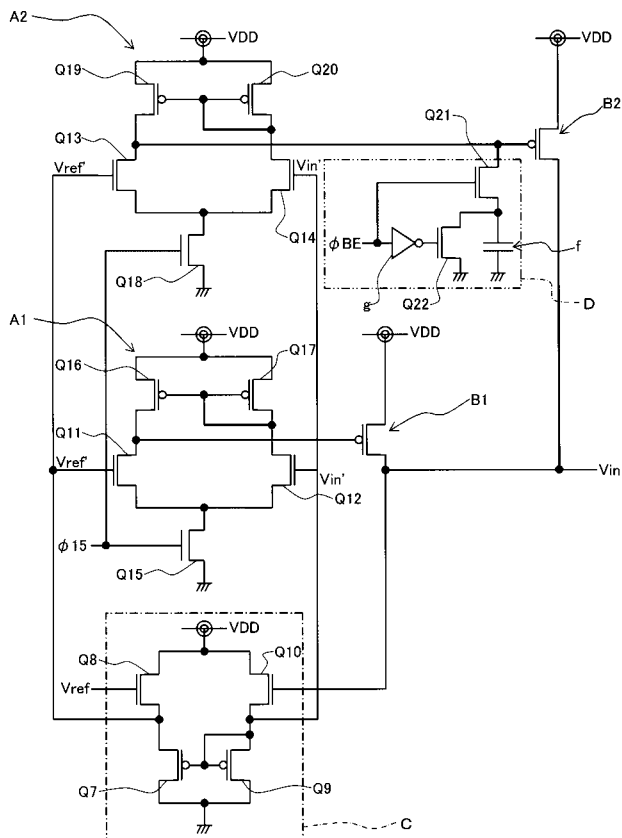 A2
VDD
VDD
Q19
Q20
Q21
B2
Q13
Vref'
Vin'
Q14
φBE
f
Q18
g
Q22
D
A1
VDD
VDD
Q16
Q17
B1
Q11
Vref'
Vin'
Vin
Q12
φ15
Q15
VDD
Q8
Q10
Vref
Q7
Q9
C